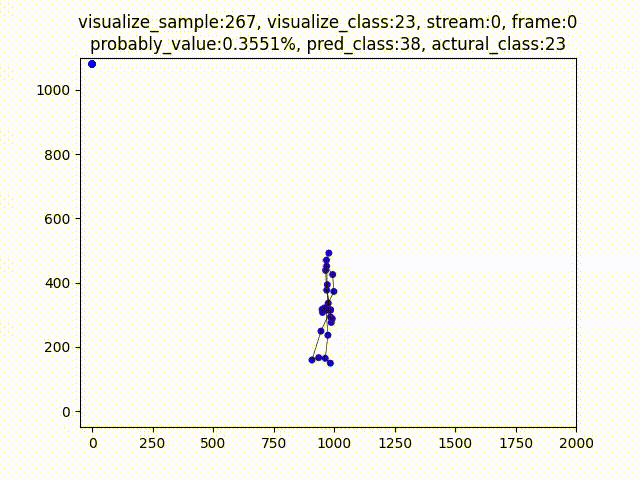 visualize_sample:267, visualize_class:23, stream:0, frame:0
probably_value:0.3551%, pred_class:38, actural_class:23
1000
800
600
400
200
0
0 250 500 750 1000 1250 1500 1750 2000